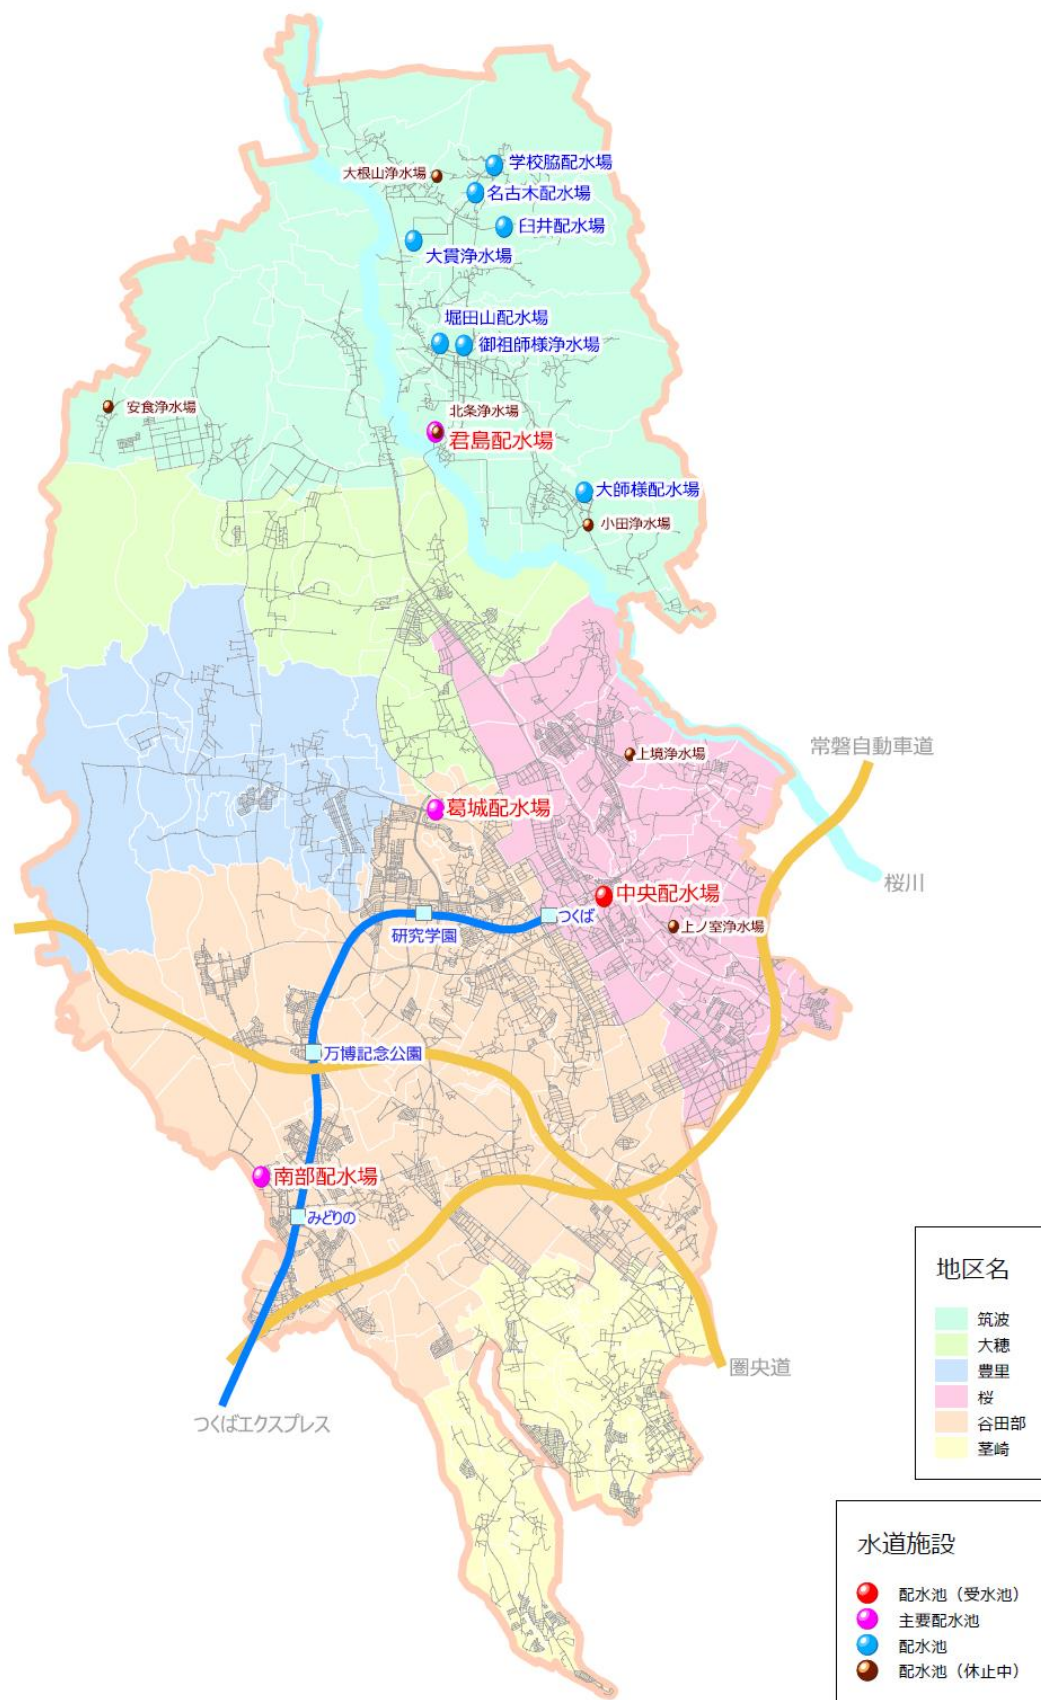 学校脇配水場
大根山浄水場
名古木配水場
臼井配水場
大貫浄水場
堀田山配水場
御祖師様浄水場
安食浄水場
北条浄水場
君島配水場
大師様配水場
小田浄水場
常磐自動車道
上境浄水場
葛城配水場
桜川
中央配水場
つくば
上ノ室浄水場
研究学園
万博記念公園
南部配水場
みどりの
圏央道
つくばエクスプレス
地区名
筑波
大穂
豊里
桜
谷田部
茎崎
水道施設
配水池（受水池）
主要配水池
配水池
配水池（休止中）